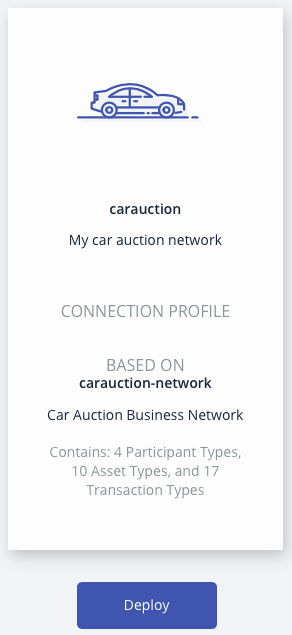 carauction
My car auction network
CONNECTION PROFILE
BASED ON
carauction-network
Car Auction Business Network
Contains: 4 Participant Types,
10 Asset Types, and 17
Transaction Types
Deploy